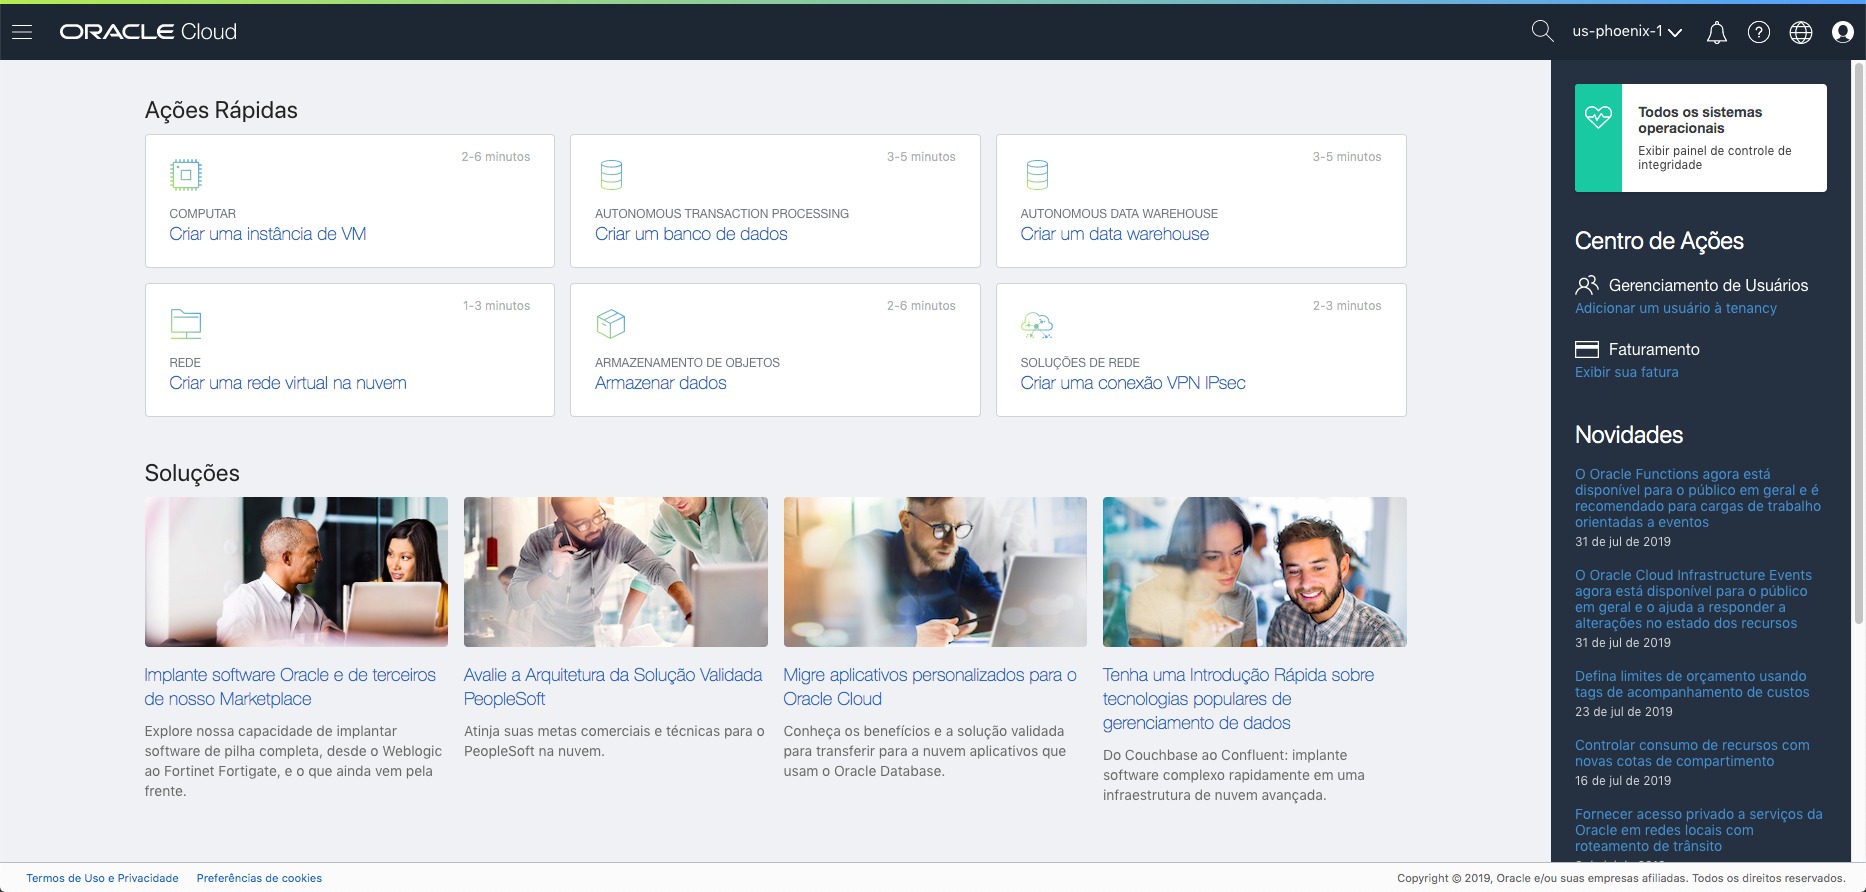 ORACLE Cloud
us-phoenix-1
Ações Rápidas
2-6 minutos
COMPUTAR
Criar uma instância de VM
3-5 minutos
AUTONOMOUS TRANSACTION PROCESSING
Criar um banco de dados
3-5 minutos
AUTONOMOUS DATA WAREHOUSE
Criar um data warehouse
1-3 minutos
REDE
Criar uma rede virtual na nuvem
2-6 minutos
ARMAZENAMENTO DE OBJETOS
Armazenar dados
2-3 minutos
SOLUÇÕES DE REDE
Criar uma conexão VPN IPsec
Soluções
Implante software Oracle e de terceiros
de nosso Marketplace
Explore nossa capacidade de implantar
software de pilha completa, desde o Weblogic
ao Fortinet Fortigate, e o que ainda vem pela
frente.
Avalie a Arquitetura da Solução Validada
PeopleSoft
Atinja suas metas comerciais e técnicas para o
PeopleSoft na nuvem.
Migre aplicativos personalizados para o
Oracle Cloud
Conheça os benefícios e a solução validada
para transferir para a nuvem aplicativos que
usam o Oracle Database.
Tenha uma Introdução Rápida sobre
tecnologias populares de
gerenciamento de dados
Do Couchbase ao Confluent: implante
software complexo rapidamente em uma
infraestrutura de nuvem avançada.
Todos os sistemas
operacionais
Exibir painel de controle de
integridade
Centro de Ações
Gerenciamento de Usuários
Adicionar um usuário à tenancy
Faturamento
Exibir sua fatura
Novidades
O Oracle Functions agora está
disponível para o público em geral e é
recomendado para cargas de trabalho
orientadas a eventos
31 de jul de 2019
O Oracle Cloud Infrastructure Events
agora está disponível para o público
em geral e o ajuda a responder a
alterações no estado dos recursos
31 de jul de 2019
Defina limites de orçamento usando
tags de acompanhamento de custos
23 de jul de 2019
Controlar consumo de recursos com
novas cotas de compartimento
16 de jul de 2019
Fornecer acesso privado a serviços da
Oracle em redes locais com
roteamento de trânsito
Termos de Uso e Privacidade
Preferências de cookies
Copyright © 2019, Oracle e/ou suas empresas afiliadas. Todos os direitos reservados.